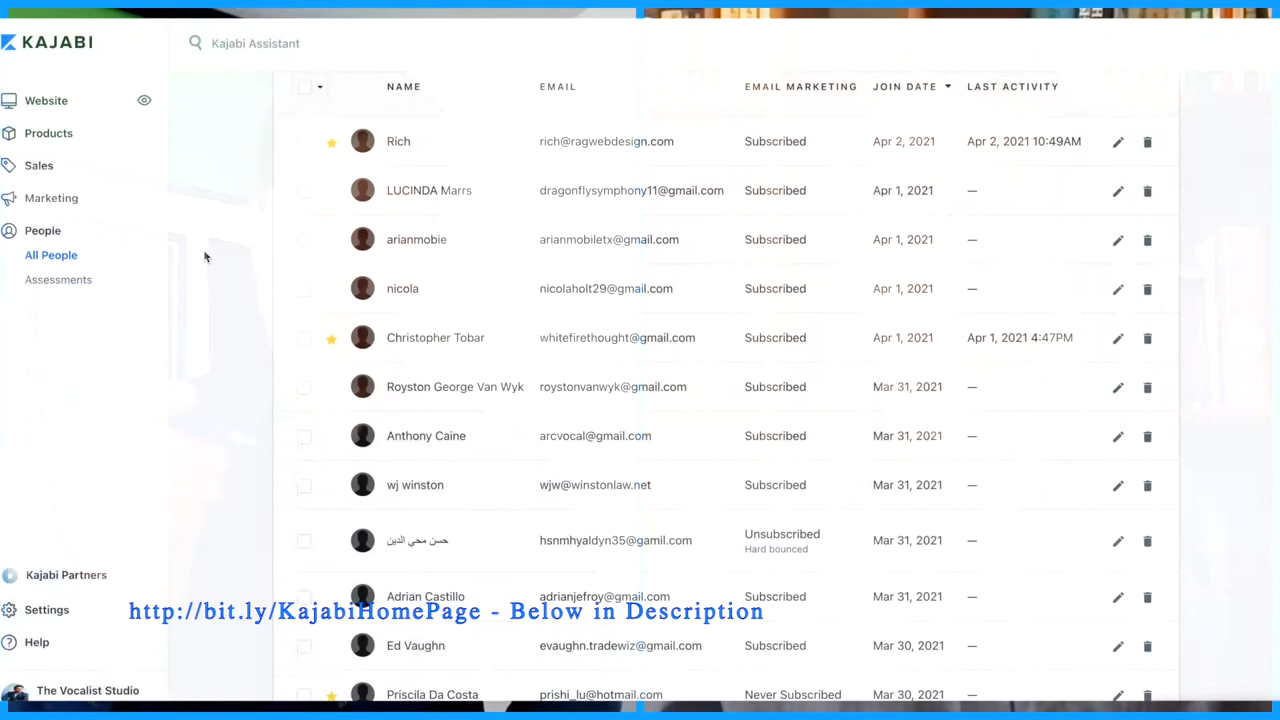 KAJABI
Kajabi Assistant
Website
Products
Sales
Marketing
People
All People
Assessments
Kajabi Partners
Settings
Help
The Vocalist Studio
NAME EMAIL EMAIL MARKETING JOIN DATE LAST ACTIVITY
Rich rich@ragwebdesign.com Subscribed Apr 2, 2021 Apr 2, 2021 10:49AM
LUCINDA Marrs dragonflysymphony11@gmail.com Subscribed Apr 1, 2021 —
arianmobie arianmobiletx@gmail.com Subscribed Apr 1, 2021 —
nicola nicolaholt29@gmail.com Subscribed Apr 1, 2021 —
Christopher Tobar whitefirethought@gmail.com Subscribed Apr 1, 2021 Apr 1, 2021 4:47PM
Royston George Van Wyk roystonvanwyk@gmail.com Subscribed Mar 31, 2021 —
Anthony Caine arcvocal@gmail.com Subscribed Mar 31, 2021 —
wj winston wjw@winstonlaw.net Subscribed Mar 31, 2021 —
حسن محي الدين hsnmhyaldyn35@gamil.com Unsubscribed Mar 31, 2021 —
Hard bounced
Adrian Castillo adrianjefroy@gmail.com Subscribed Mar 31, 2021 —
http://bit.ly/KajabiHomePage - Below in Description
Ed Vaughn evaughn.tradewiz@gmail.com Subscribed Mar 30, 2021 —
Priscila Da Costa prishi_lu@hotmail.com Never Subscribed Mar 30, 2021 —